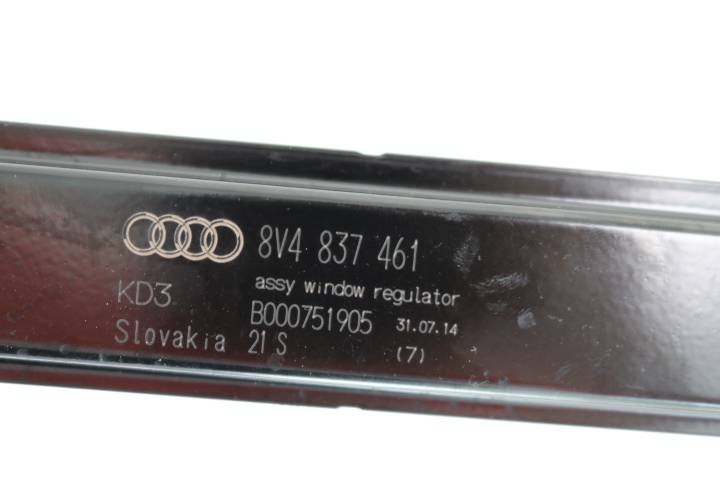 8V4 837 461
assy window regulator
KD3 B000751905 31.07.14
Slovakia 21 S (7)